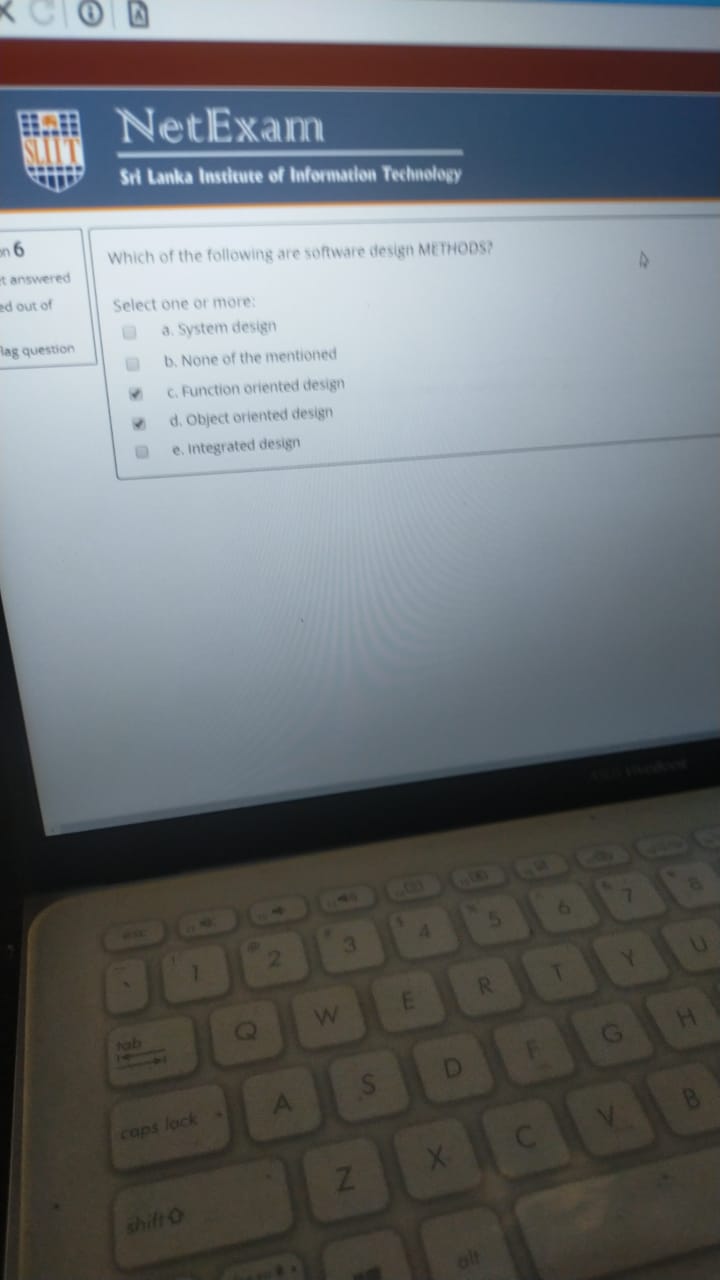 NetExam
SLIIT
Sri Lanka Institute of Information Technology
on 6
et answered
ed out of
lag question
Which of the following are software design METHODS?
Select one or more:
a. System design
b. None of the mentioned
c. Function oriented design
d. Object oriented design
e. Integrated design
esc
1
2
3
4
5
6
7
8
tab
Q
W
E
R
T
Y
U
caps lock
A
S
D
F
G
H
shift
Z
X
C
V
B
alt